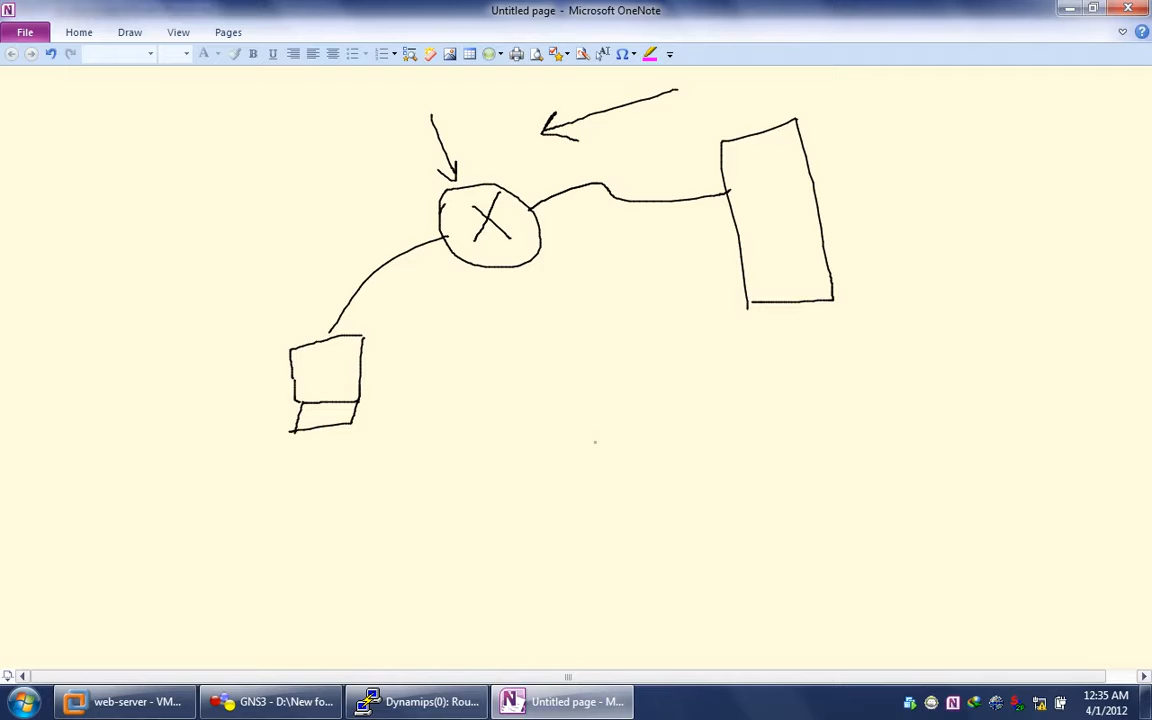 Untitled page - Microsoft OneNote
File Home Draw View Pages
web-server - VM... GNS3 - D:\New fo... Dynamips(0): Rou... Untitled page - M... 12:35 AM
4/1/2012